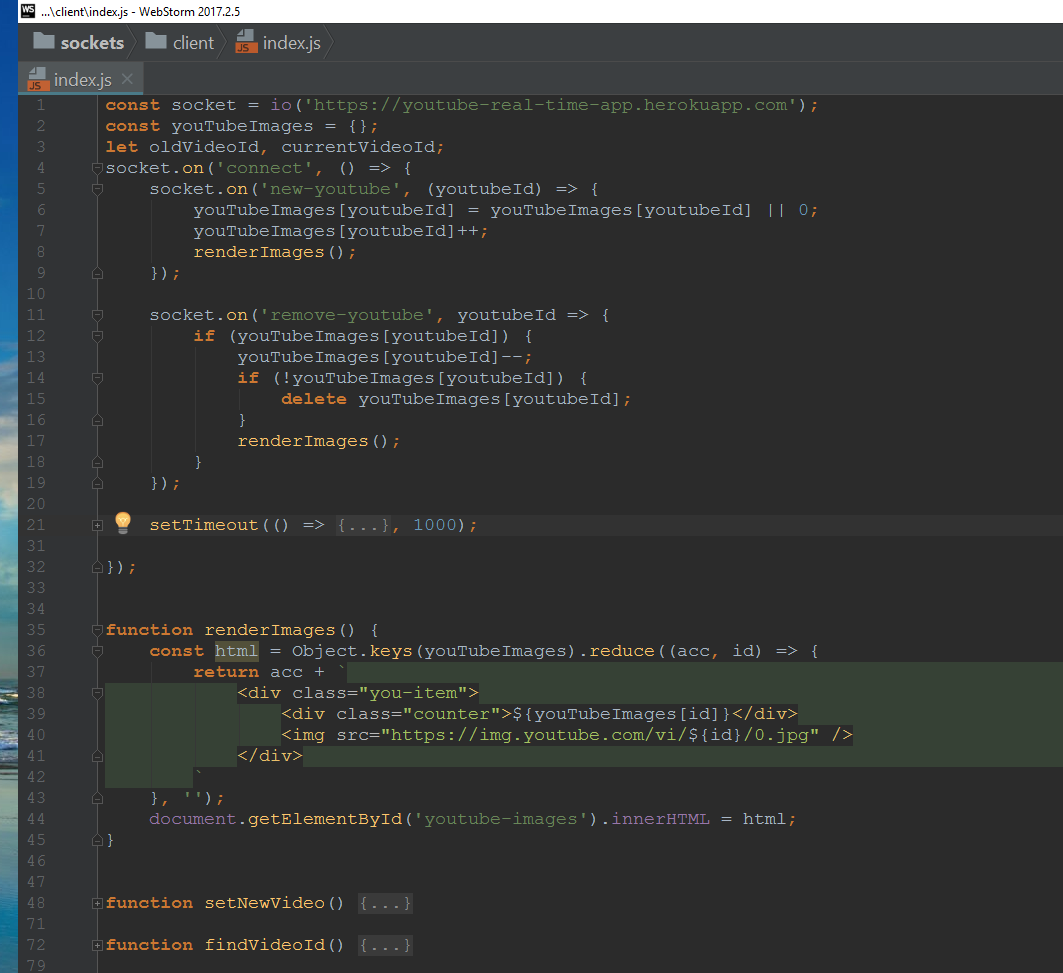 WS ...\client\index.js - WebStorm 2017.2.5
sockets client JS index.js
JS index.js ×
1 const socket = io('https://youtube-real-time-app.herokuapp.com');
2 const youTubeImages = {};
3 let oldVideoId, currentVideoId;
4 socket.on('connect', () => {
5     socket.on('new-youtube', (youtubeId) => {
6         youTubeImages[youtubeId] = youTubeImages[youtubeId] || 0;
7         youTubeImages[youtubeId]++;
8         renderImages();
9     });
10
11     socket.on('remove-youtube', youtubeId => {
12         if (youTubeImages[youtubeId]) {
13             youTubeImages[youtubeId]--;
14             if (!youTubeImages[youtubeId]) {
15                 delete youTubeImages[youtubeId];
16             }
17             renderImages();
18         }
19     });
20
21     setTimeout(() => {...}, 1000);
31
32 });
33
34
35 function renderImages() {
36     const html = Object.keys(youTubeImages).reduce((acc, id) => {
37         return acc + `
38             <div class="you-item">
39                 <div class="counter">${youTubeImages[id]}</div>
40                 <img src="https://img.youtube.com/vi/${id}/0.jpg" />
41             </div>
42         `
43     }, '');
44     document.getElementById('youtube-images').innerHTML = html;
45 }
46
47
48 function setNewVideo() {...}
71
72 function findVideoId() {...}
79